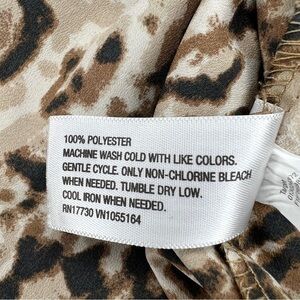 100% POLYESTER
MACHINE WASH COLD WITH LIKE COLORS.
GENTLE CYCLE. ONLY NON-CHLORINE BLEACH
WHEN NEEDED. TUMBLE DRY LOW.
COOL IRON WHEN NEEDED.
RN17730 VN1055164